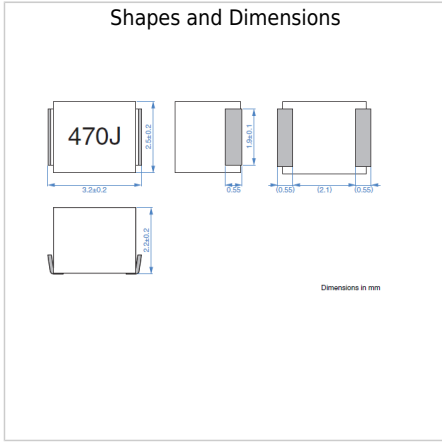 Shapes and Dimensions
470J
2.5±0.2
1.9±0.1
3.2±0.2
0.55
(0.55)
(2.1)
(0.55)
2.2±0.2
Dimensions in mm